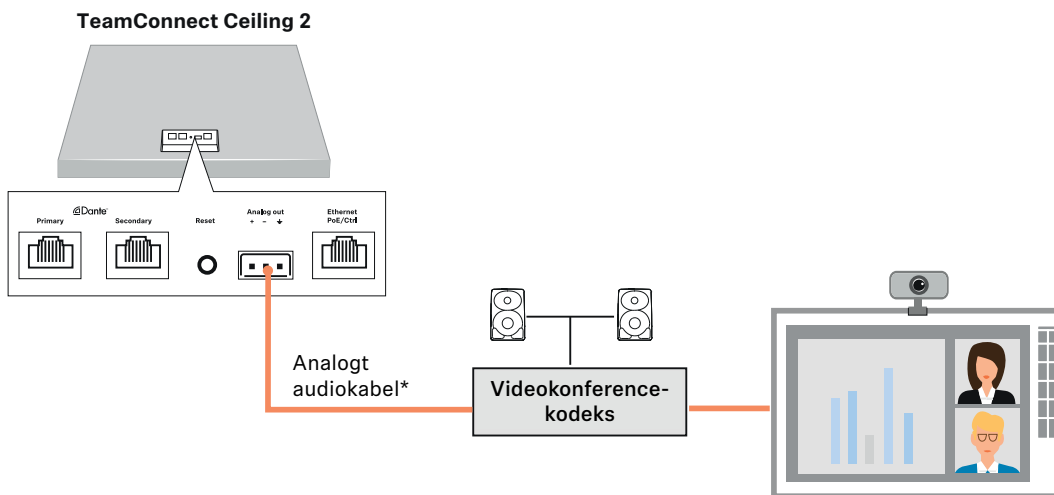 TeamConnect Ceiling 2
Dante
Primary
Secondary
Reset
Analog out
+ −
Ethernet
PoE/Ctrl
Analogt
audiokabel*
Videokonference-
kodeks